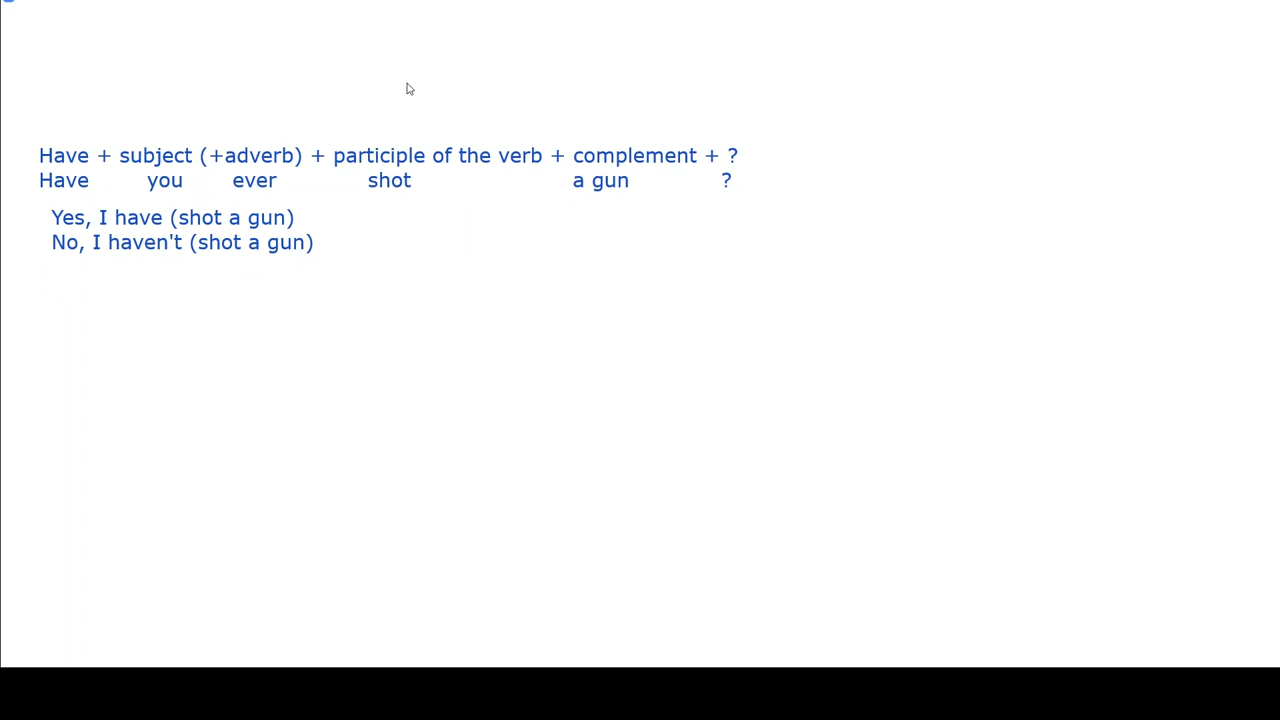 Have + subject (+adverb) + participle of the verb + complement + ?
Have you ever shot a gun ?
Yes, I have (shot a gun)
No, I haven't (shot a gun)